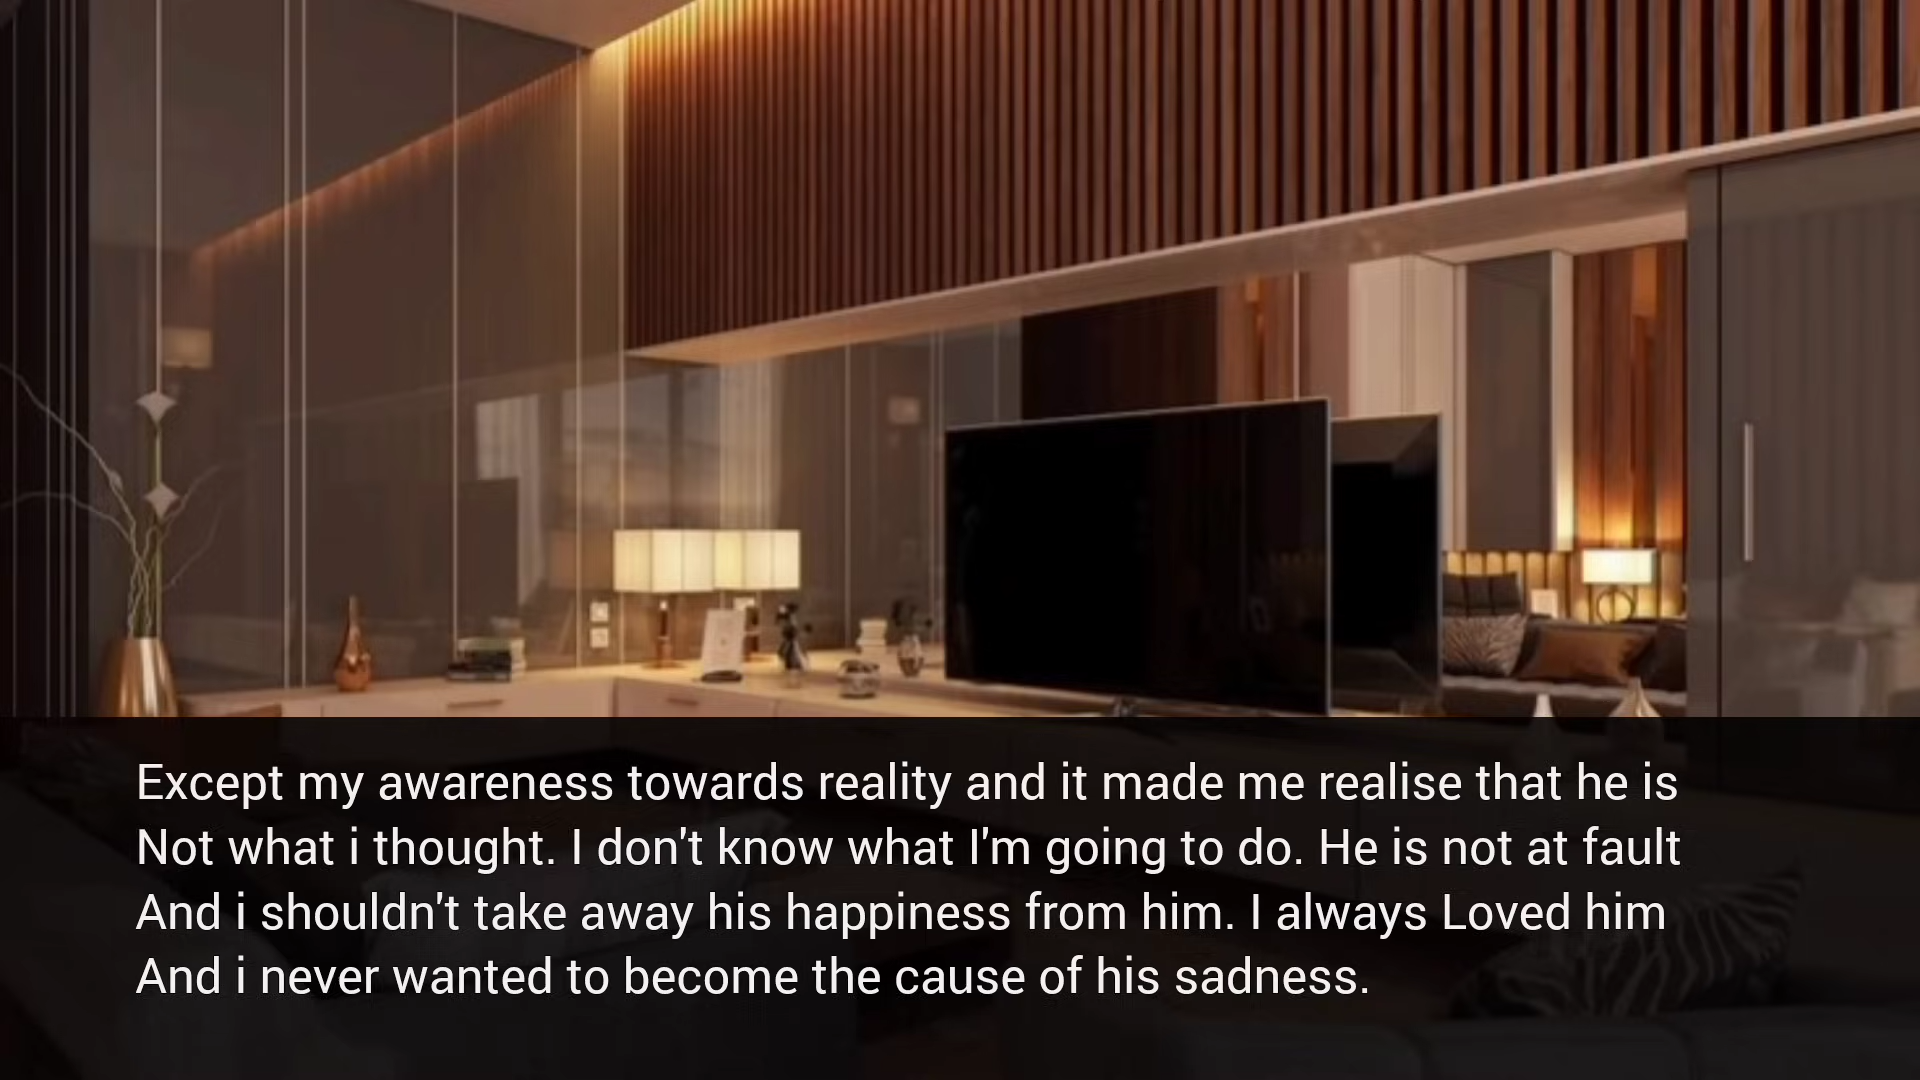 Except my awareness towards reality and it made me realise that he is
Not what i thought. I don't know what I'm going to do. He is not at fault
And i shouldn't take away his happiness from him. I always Loved him
And i never wanted to become the cause of his sadness.